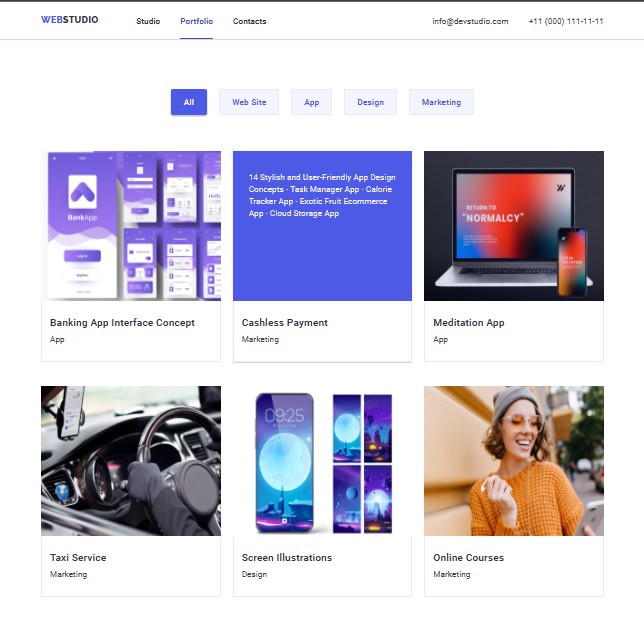 WEBSTUDIO Studio Portfolio Contacts info@devstudio.com +11 (000) 111-11-11
All Web Site App Design Marketing
BankApp
14 Stylish and User-Friendly App Design
Concepts · Task Manager App · Calorie
Tracker App · Exotic Fruit Ecommerce
App · Cloud Storage App
RETURN TO
"NORMALCY"
Banking App Interface Concept
App
Cashless Payment
Marketing
Meditation App
App
09:25
Taxi Service
Marketing
Screen Illustrations
Design
Online Courses
Marketing